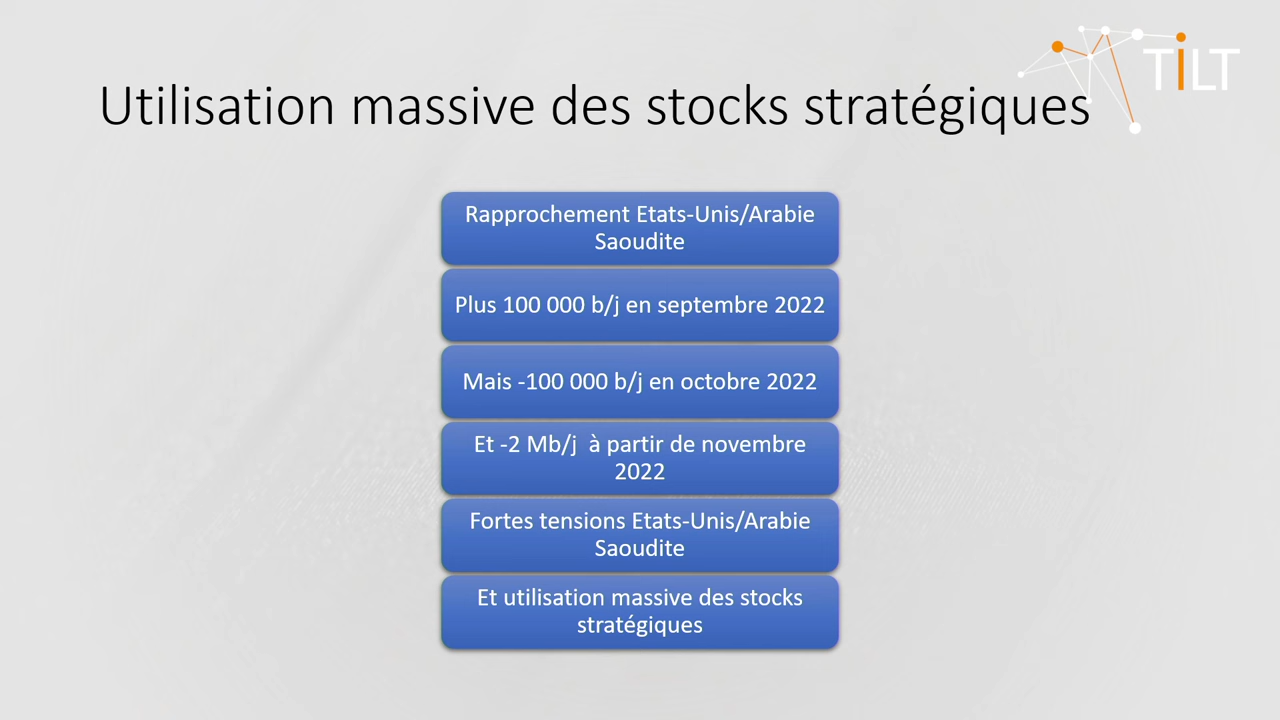 TiLT
Utilisation massive des stocks stratégiques
Rapprochement Etats-Unis/Arabie
Saoudite
Plus 100 000 b/j en septembre 2022
Mais -100 000 b/j en octobre 2022
Et -2 Mb/j  à partir de novembre
2022
Fortes tensions Etats-Unis/Arabie
Saoudite
Et utilisation massive des stocks
stratégiques